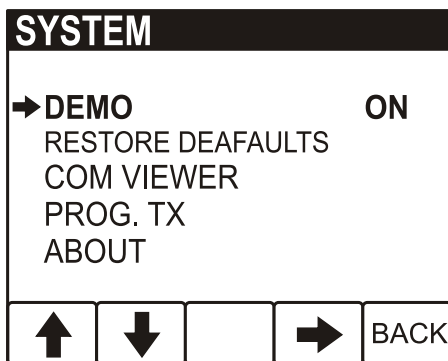 SYSTEM
DEMO ON
RESTORE DEAFAULTS
COM VIEWER
PROG. TX
ABOUT
BACK